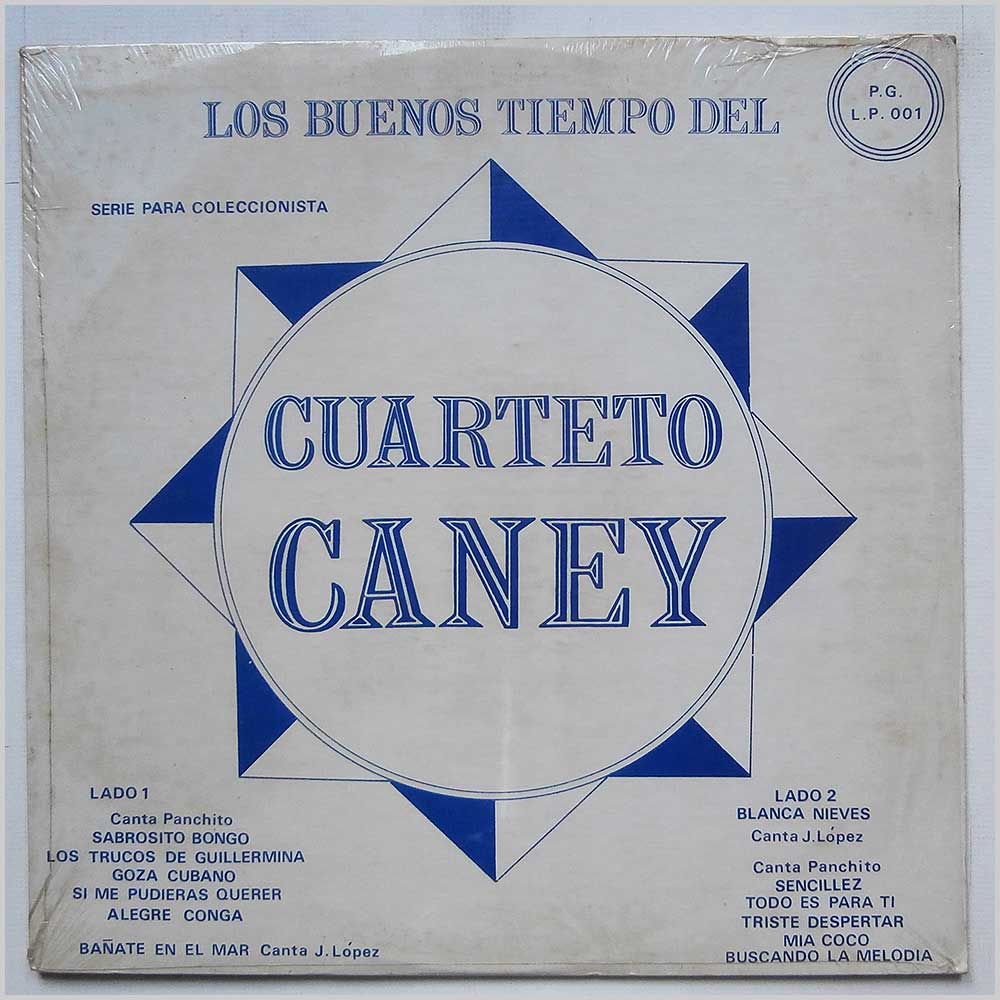 LOS BUENOS TIEMPO DEL
P.G.
L.P. 001
SERIE PARA COLECCIONISTA
CUARTETO
CANEY
LADO 1
Canta Panchito
SABROSITO BONGO
LOS TRUCOS DE GUILLERMINA
GOZA CUBANO
SI ME PUDIERAS QUERER
ALEGRE CONGA
BAÑATE EN EL MAR Canta J. López
LADO 2
BLANCA NIEVES
Canta J. López
Canta Panchito
SENCILLEZ
TODO ES PARA TI
TRISTE DESPERTAR
MIA COCO
BUSCANDO LA MELODIA